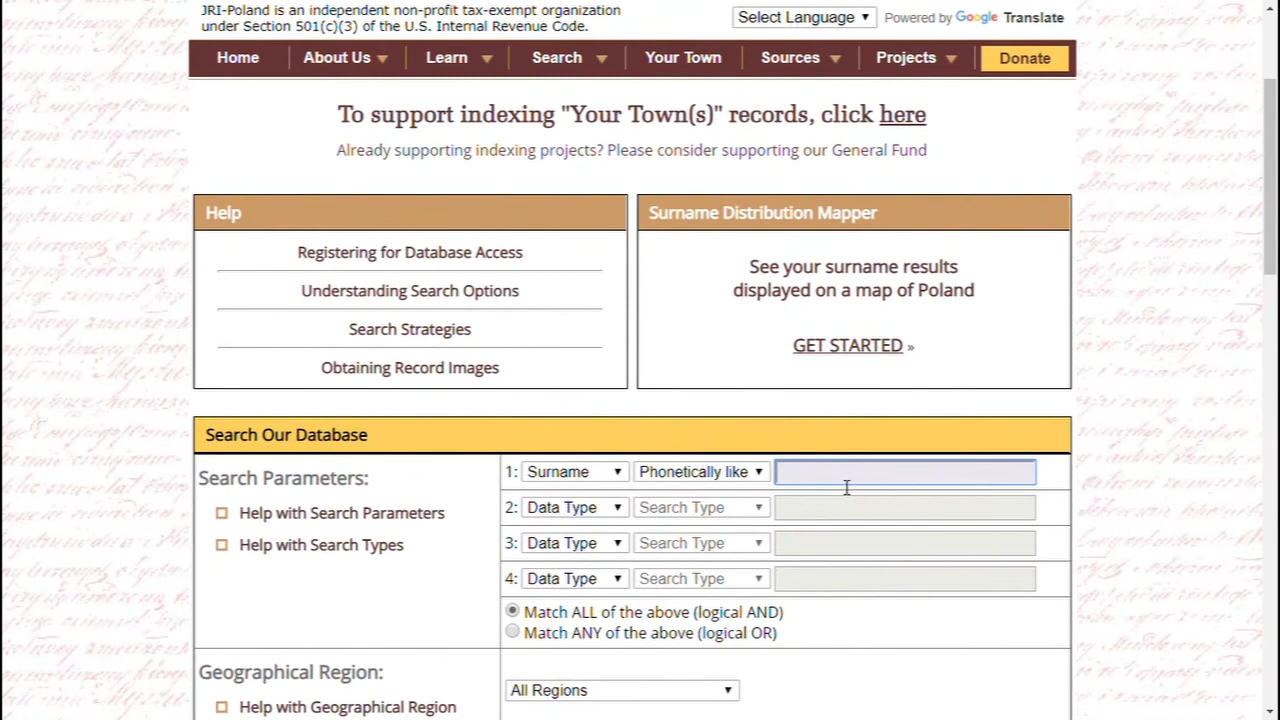 JRI-Poland is an independent non-profit tax-exempt organization
under Section 501(c)(3) of the U.S. Internal Revenue Code.
Select Language ▼ Powered by Google Translate
Home About Us Learn Search Your Town Sources Projects Donate
To support indexing "Your Town(s)" records, click here
Already supporting indexing projects? Please consider supporting our General Fund
Help
Registering for Database Access
Understanding Search Options
Search Strategies
Obtaining Record Images
Surname Distribution Mapper
See your surname results
displayed on a map of Poland
GET STARTED »
Search Our Database
Search Parameters:
Help with Search Parameters
Help with Search Types
1: Surname Phonetically like
2: Data Type Search Type
3: Data Type Search Type
4: Data Type Search Type
Match ALL of the above (logical AND)
Match ANY of the above (logical OR)
Geographical Region:
Help with Geographical Region
All Regions